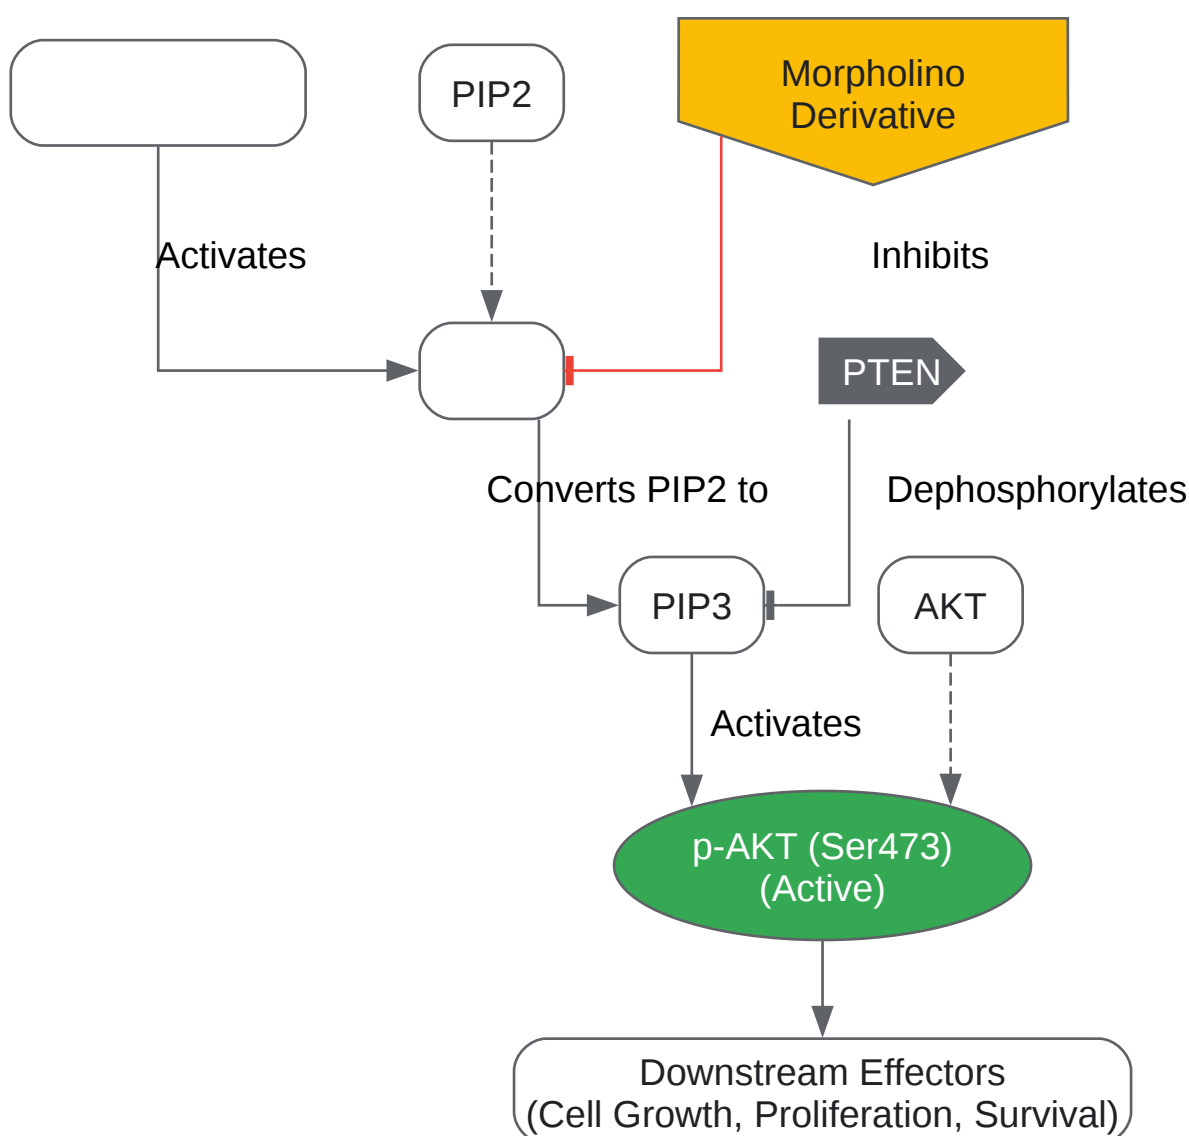 PIP2
Morpholino
Derivative
Activates
Inhibits
PTEN
Converts PIP2 to
Dephosphorylates
PIP3
AKT
Activates
p-AKT (Ser473)
(Active)
Downstream Effectors
(Cell Growth, Proliferation, Survival)